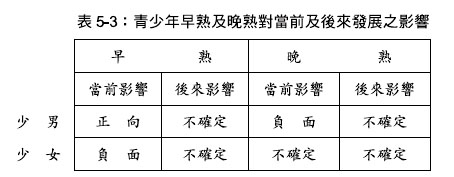 表 5-3：青少年早熟及晚熟對當前及後來發展之影響
早 熟 晚 熟
當前影響 後來影響 當前影響 後來影響
少 男 正 向 不確定 負 面 不確定
少 女 負 面 不確定 不確定 不確定